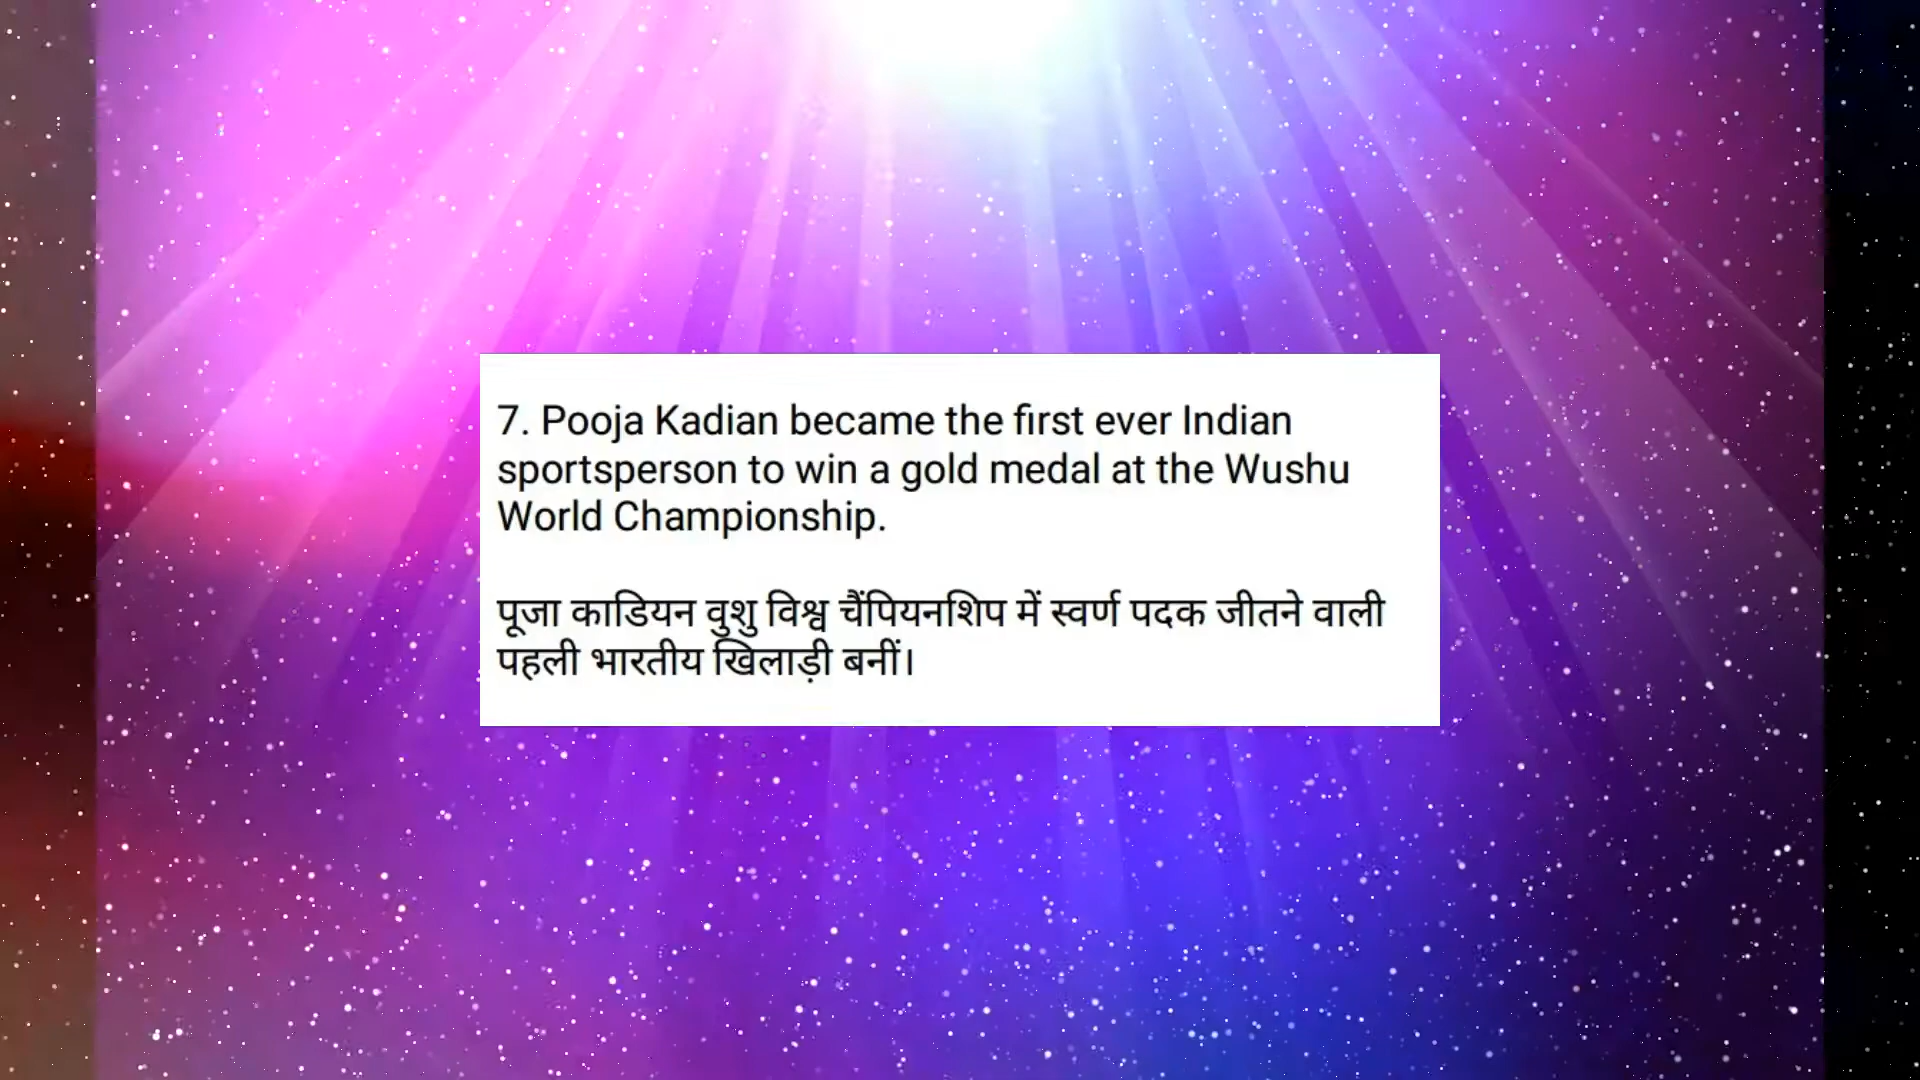 7. Pooja Kadian became the first ever Indian
sportsperson to win a gold medal at the Wushu
World Championship.
पूजा काडियन वुशु विश्व चैंपियनशिप में स्वर्ण पदक जीतने वाली
पहली भारतीय खिलाड़ी बनीं।